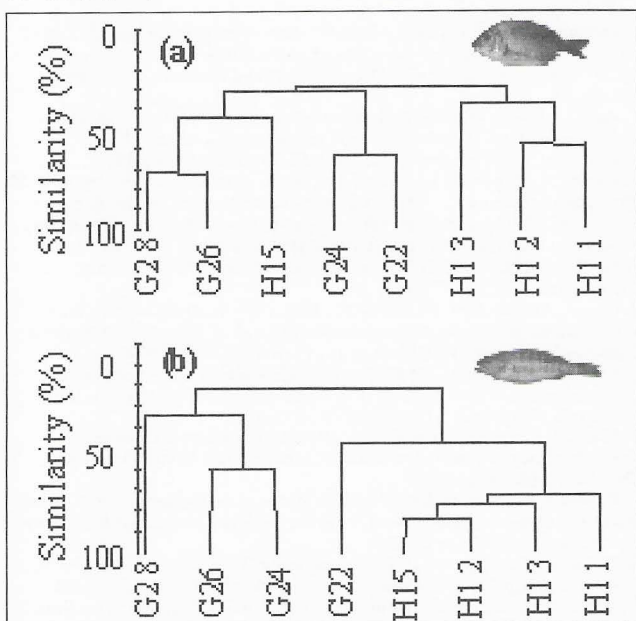 Similarity (%)
0
50
100
(a)
G2 8
G26
H15
G24
G22
H1 3
H1 2
H1 1
Similarity (%)
0
50
100
(b)
G2 8
G26
G24
G22
H15
H1 2
H1 3
H1 1